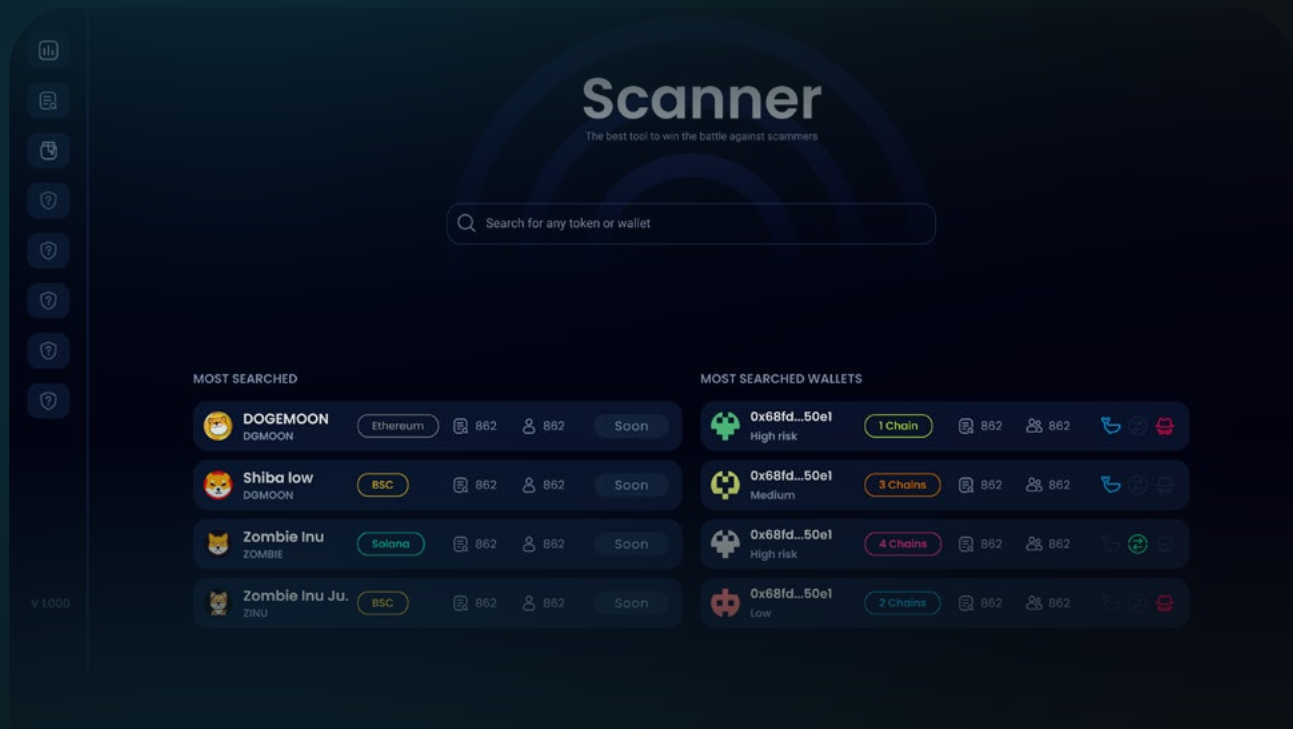 Scanner
The best tool to win the battle against scammers
Search for any token or wallet
MOST SEARCHED
DOGEMOON
DGMOON
Ethereum 862 862 Soon
Shiba low
DGMOON
BSC 862 862 Soon
Zombie Inu
ZOMBIE
Solana 862 862 Soon
Zombie Inu Ju.
ZINU
BSC 862 862 Soon
MOST SEARCHED WALLETS
0x68fd...50e1
High risk
1 Chain 862 862
0x68fd...50e1
Medium
3 Chains 862 862
0x68fd...50e1
High risk
4 Chains 862 862
0x68fd...50e1
Low
2 Chains 862 862
V 1.000